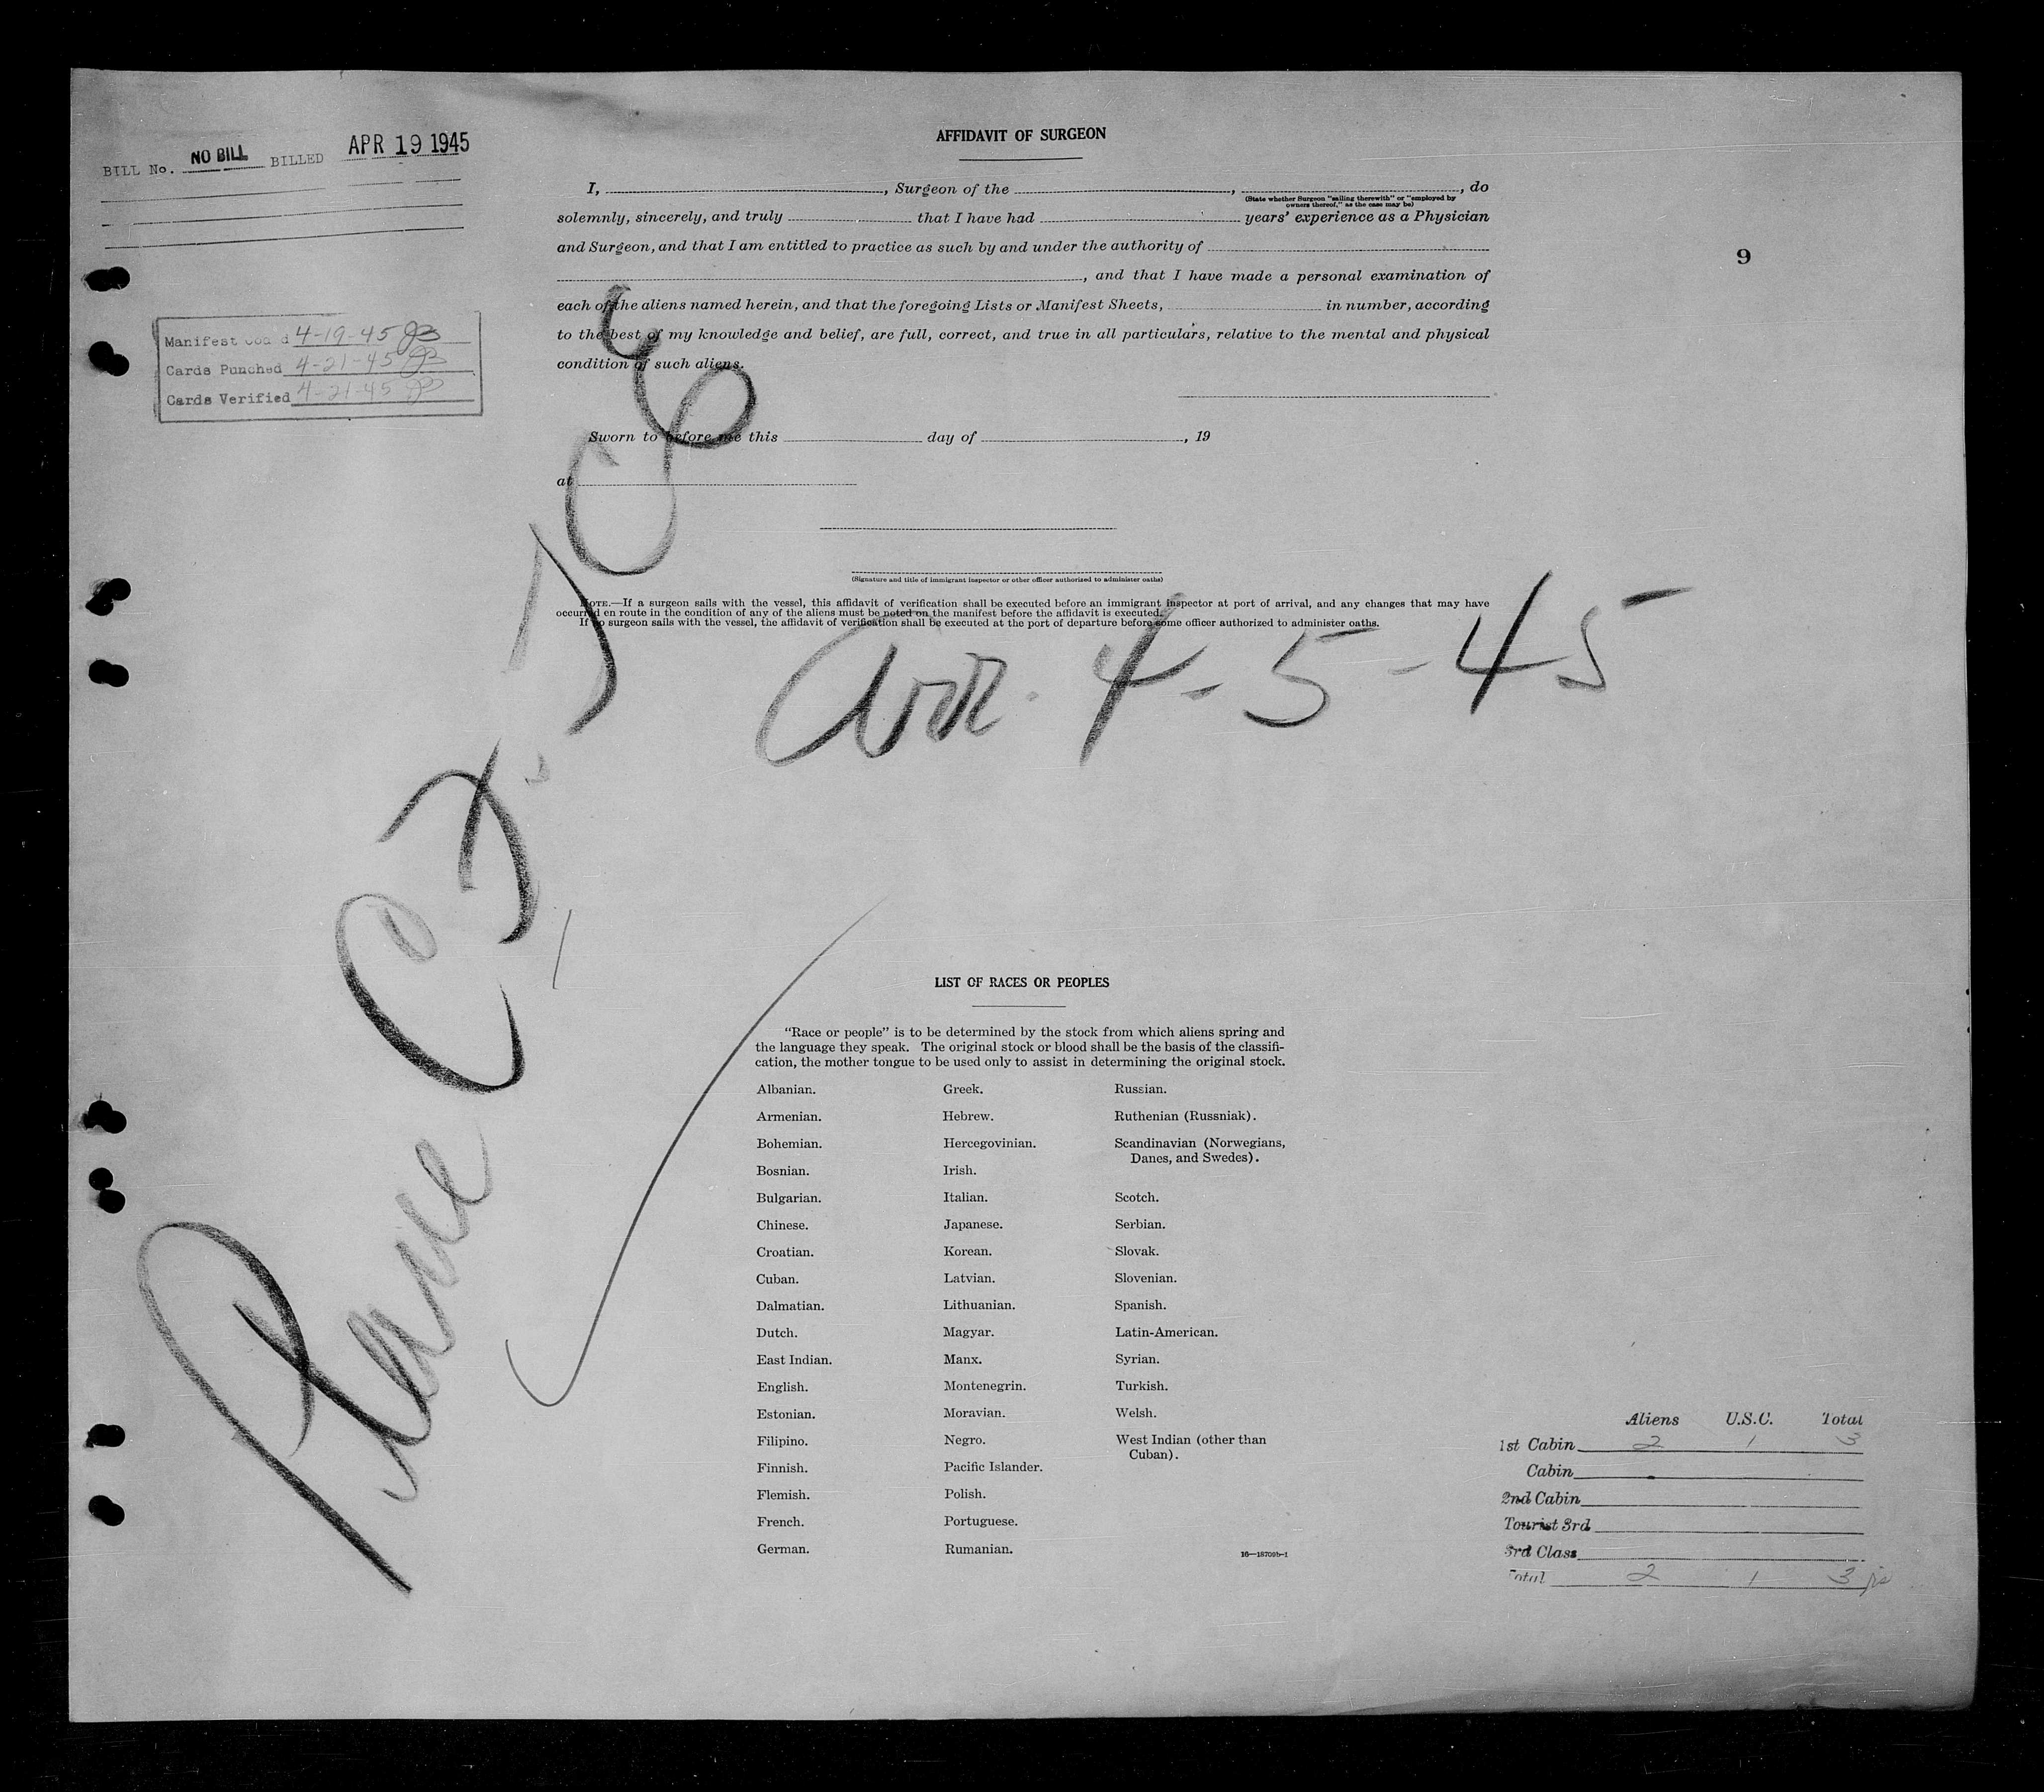 BILL No. NO BILL BILLED APR 19 1945
AFFIDAVIT OF SURGEON
I, , Surgeon of the , , do
(State whether Surgeon "sailing therewith" or "employed by
owners thereof," as the case may be)
solemnly, sincerely, and truly that I have had years' experience as a Physician
and Surgeon, and that I am entitled to practice as such by and under the authority of
, and that I have made a personal examination of
each of the aliens named herein, and that the foregoing Lists or Manifest Sheets, in number, according
to the best of my knowledge and belief, are full, correct, and true in all particulars, relative to the mental and physical
condition of such aliens.
9
Manifest 4-19-45
Cards Punched 4-21-45
Cards Verified 4-21-45
Sworn to before me this day of , 19
at
(Signature and title of immigrant inspector or other officer authorized to administer oaths)
NOTE.—If a surgeon sails with the vessel, this affidavit of verification shall be executed before an immigrant inspector at port of arrival, and any changes that may have
occurred en route in the condition of any of the aliens must be noted on the manifest before the affidavit is executed.
If no surgeon sails with the vessel, the affidavit of verification shall be executed at the port of departure before some officer authorized to administer oaths.
Arr. 4-5-45
Plane
LIST OF RACES OR PEOPLES
"Race or people" is to be determined by the stock from which aliens spring and
the language they speak. The original stock or blood shall be the basis of the classifi-
cation, the mother tongue to be used only to assist in determining the original stock.
Albanian.
Armenian.
Bohemian.
Bosnian.
Bulgarian.
Chinese.
Croatian.
Cuban.
Dalmatian.
Dutch.
East Indian.
English.
Estonian.
Filipino.
Finnish.
Flemish.
French.
German.
Greek.
Hebrew.
Hercegovinian.
Irish.
Italian.
Japanese.
Korean.
Latvian.
Lithuanian.
Magyar.
Manx.
Montenegrin.
Moravian.
Negro.
Pacific Islander.
Polish.
Portuguese.
Rumanian.
Russian.
Ruthenian (Russniak).
Scandinavian (Norwegians,
Danes, and Swedes).
Scotch.
Serbian.
Slovak.
Slovenian.
Spanish.
Latin-American.
Syrian.
Turkish.
Welsh.
West Indian (other than
Cuban).
16—18709b-1
Aliens U.S.C. Total
1st Cabin 2 1 3
Cabin
2nd Cabin
Tourist 3rd
3rd Class
Total 2 1 3